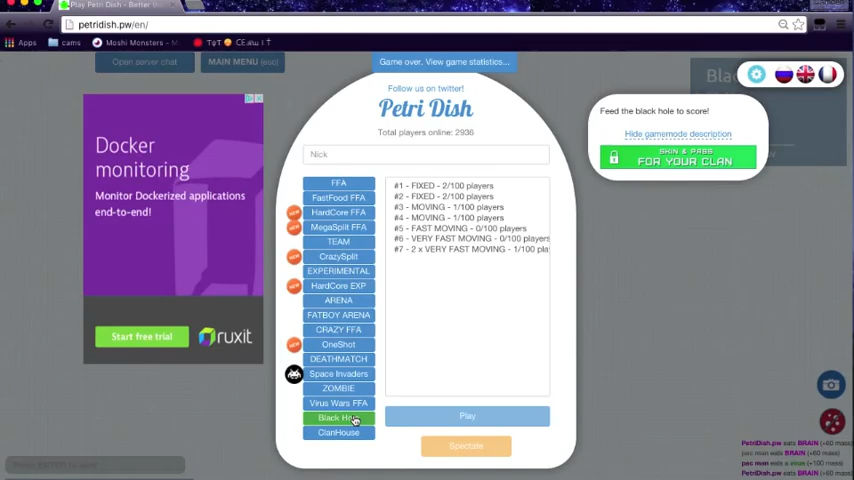 Play Petri Dish - Better
petridish.pw/en/
Apps
cams
Moshi Monsters - M
Open server chat
MAIN MENU (esc)
Game over. View game statistics...
Follow us on twitter!
Petri Dish
Total players online: 2936
Nick
Docker
monitoring
Monitor Dockerized applications
end-to-end!
Start free trial
ruxit
FFA
FastFood FFA
NEW
HardCore FFA
NEW
MegaSplit FFA
TEAM
NEW
CrazySplit
EXPERIMENTAL
NEW
HardCore EXP
ARENA
FATBOY ARENA
CRAZY FFA
NEW
OneShot
DEATHMATCH
Space Invaders
ZOMBIE
Virus Wars FFA
Black
ClanHouse
#1 - FIXED - 2/100 players
#2 - FIXED - 2/100 players
#3 - MOVING - 1/100 players
#4 - MOVING - 1/100 players
#5 - FAST MOVING - 0/100 players
#6 - VERY FAST MOVING - 0/100 players
#7 - 2 x VERY FAST MOVING - 1/100 pla
Play
Spectate
Feed the black hole to score!
Hide gamemode description
SKIN & PASS
FOR YOUR CLAN
PetriDish.pw eats BRAIN (+60 mass)
pac man eats BRAIN (+60 mass)
pac man eats a virus (+100 mass)
PetriDish.pw eats BRAIN (+60 mass)